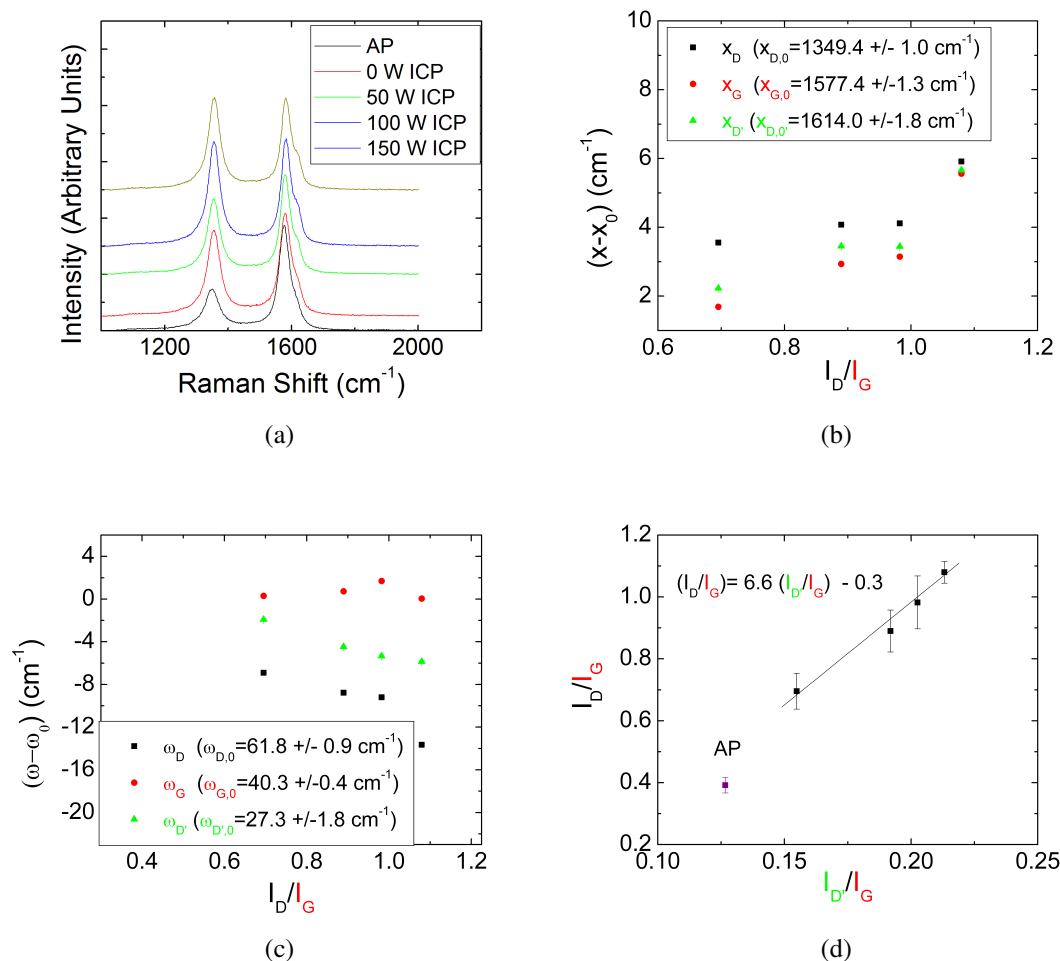 AP
0 W ICP
50 W ICP
100 W ICP
150 W ICP
Intensity (Arbitrary Units)
1200 1600 2000
Raman Shift (cm⁻¹)
(a)
x_D (x_D,0=1349.4 +/- 1.0 cm⁻¹)
x_G (x_G,0=1577.4 +/-1.3 cm⁻¹)
x_D' (x_D,0'=1614.0 +/-1.8 cm⁻¹)
10
8
6
4
2
(x-x₀) (cm⁻¹)
0.6 0.8 1.0 1.2
I_D/I_G
(b)
4
0
-4
-8
-12
-16
-20
(ω−ω₀) (cm⁻¹)
ω_D (ω_D,0=61.8 +/- 0.9 cm⁻¹)
ω_G (ω_G,0=40.3 +/-0.4 cm⁻¹)
ω_D' (ω_D',0=27.3 +/-1.8 cm⁻¹)
0.4 0.6 0.8 1.0 1.2
I_D/I_G
(c)
1.2
1.0
0.8
0.6
0.4
0.2
I_D/I_G
(I_D/I_G)= 6.6 (I_D'/I_G) - 0.3
AP
0.10 0.15 0.20 0.25
I_D'/I_G
(d)